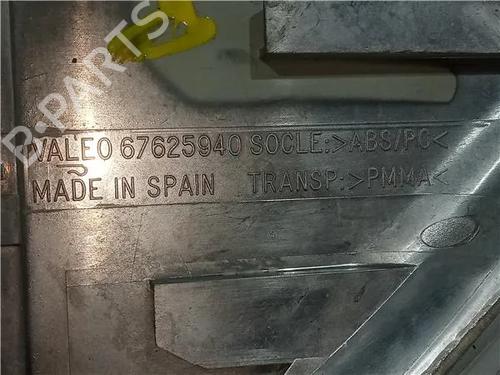 B-PARTS
VALEO 67625940 SOCLE:>ABS/PC<
MADE IN SPAIN TRANSP:>PMMA<